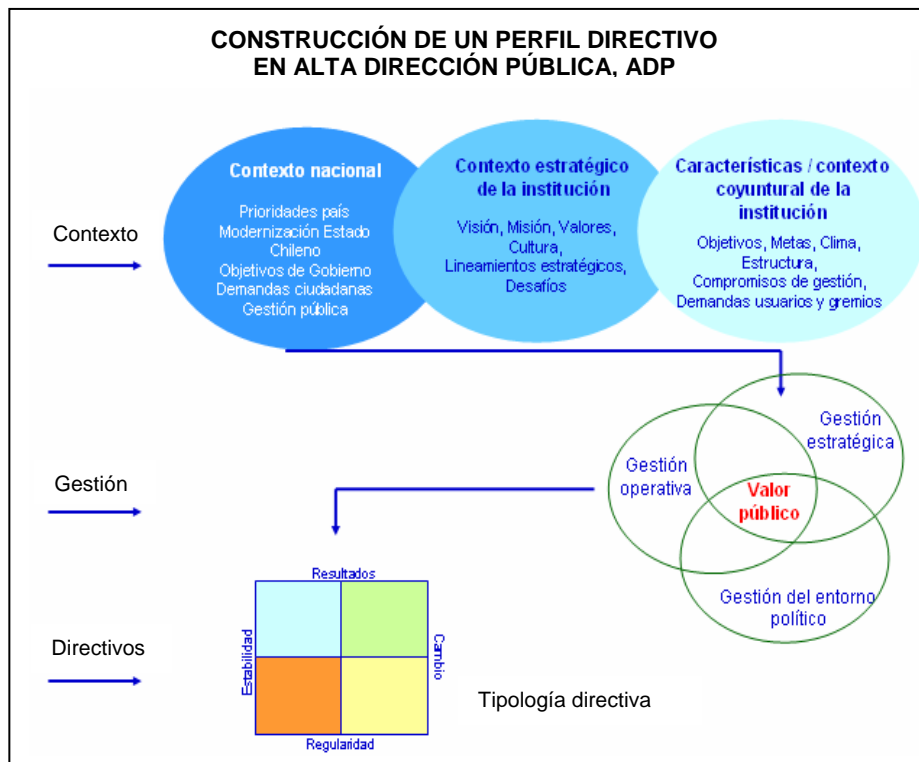 CONSTRUCCIÓN DE UN PERFIL DIRECTIVO
EN ALTA DIRECCIÓN PÚBLICA, ADP
Contexto
Contexto nacional
Prioridades país
Modernización Estado
Chileno
Objetivos de Gobierno
Demandas ciudadanas
Gestión pública
Contexto estratégico
de la institución
Visión, Misión, Valores,
Cultura,
Lineamientos estratégicos,
Desafíos
Características / contexto
coyuntural de la
institución
Objetivos, Metas, Clima,
Estructura,
Compromisos de gestión,
Demandas usuarios y gremios
Gestión
Gestión
operativa
Gestión
estratégica
Valor
público
Gestión del entorno
político
Directivos
Resultados
Estabilidad
Cambio
Regularidad
Tipología directiva